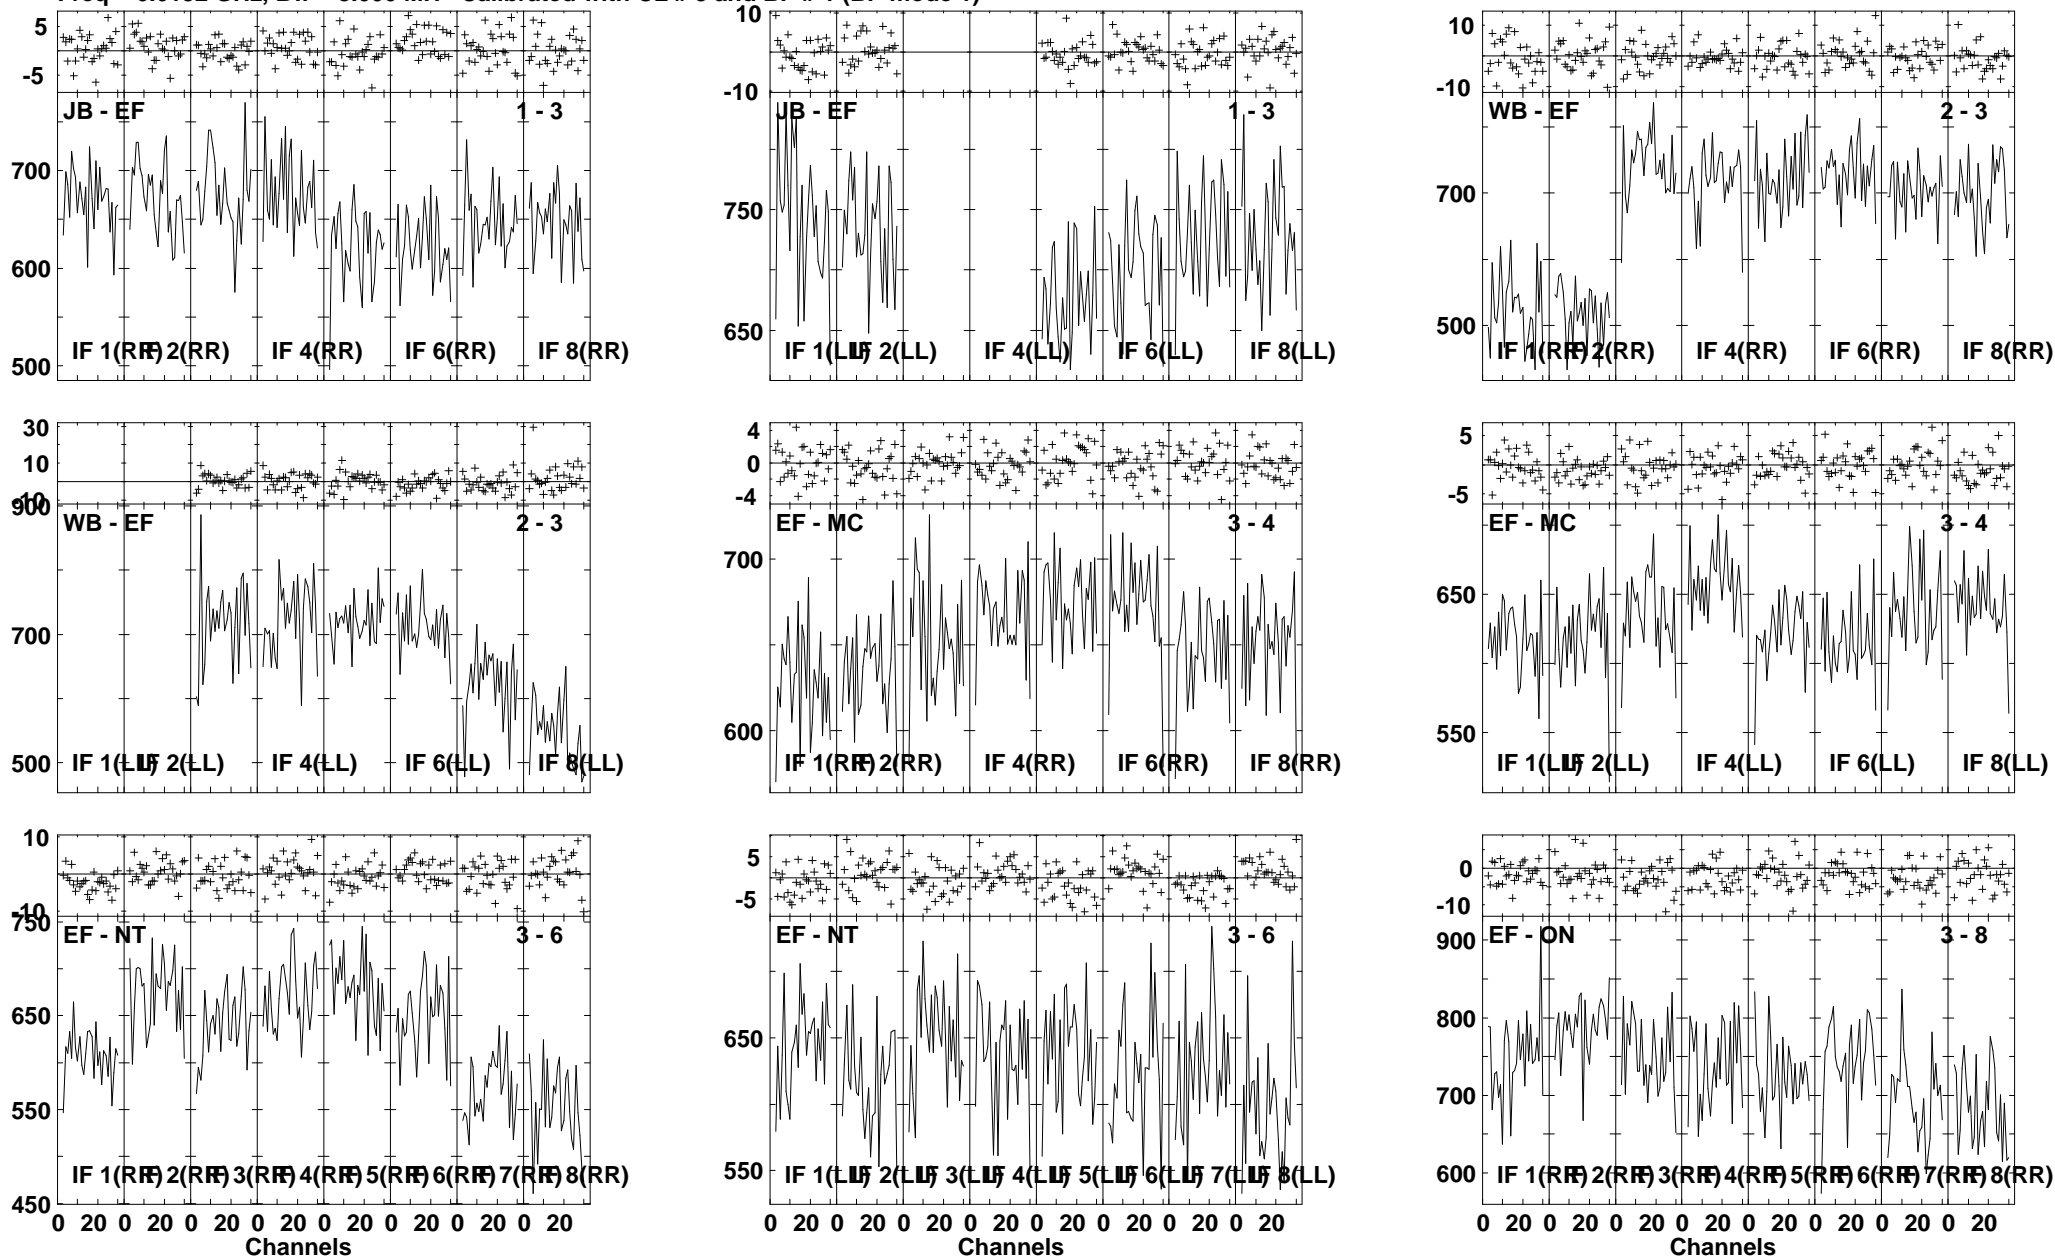 5
-5
JB - EF
1 - 3
700
600
500
IF 1(RR)
IF 2(RR)
IF 4(RR)
IF 6(RR)
IF 8(RR)
10
-10
JB - EF
1 - 3
750
650
IF 1(LL)
IF 2(LL)
IF 4(LL)
IF 6(LL)
IF 8(LL)
10
-10
WB - EF
2 - 3
700
500
IF 1(RR)
IF 2(RR)
IF 4(RR)
IF 6(RR)
IF 8(RR)
30
10
-10
900
WB - EF
2 - 3
700
500
IF 1(LL)
IF 2(LL)
IF 4(LL)
IF 6(LL)
IF 8(LL)
4
0
-4
EF - MC
3 - 4
700
600
IF 1(RR)
IF 2(RR)
IF 4(RR)
IF 6(RR)
IF 8(RR)
5
-5
EF - MC
3 - 4
650
550
IF 1(LL)
IF 2(LL)
IF 4(LL)
IF 6(LL)
IF 8(LL)
10
-10
750
EF - NT
3 - 6
650
550
450
IF 1(RR)
IF 2(RR)
IF 3(RR)
IF 4(RR)
IF 5(RR)
IF 6(RR)
IF 7(RR)
IF 8(RR)
0 20 0 20 0 20 0 20 0 20 0 20 0 20 0 20
Channels
5
-5
EF - NT
3 - 6
650
550
IF 1(LL)
IF 2(LL)
IF 3(LL)
IF 4(LL)
IF 5(LL)
IF 6(LL)
IF 7(LL)
IF 8(LL)
0 20 0 20 0 20 0 20 0 20 0 20 0 20 0 20
Channels
0
-10
900
EF - ON
3 - 8
800
700
600
IF 1(RR)
IF 2(RR)
IF 3(RR)
IF 4(RR)
IF 5(RR)
IF 6(RR)
IF 7(RR)
IF 8(RR)
0 20 0 20 0 20 0 20 0 20 0 20 0 20 0 20
Channels